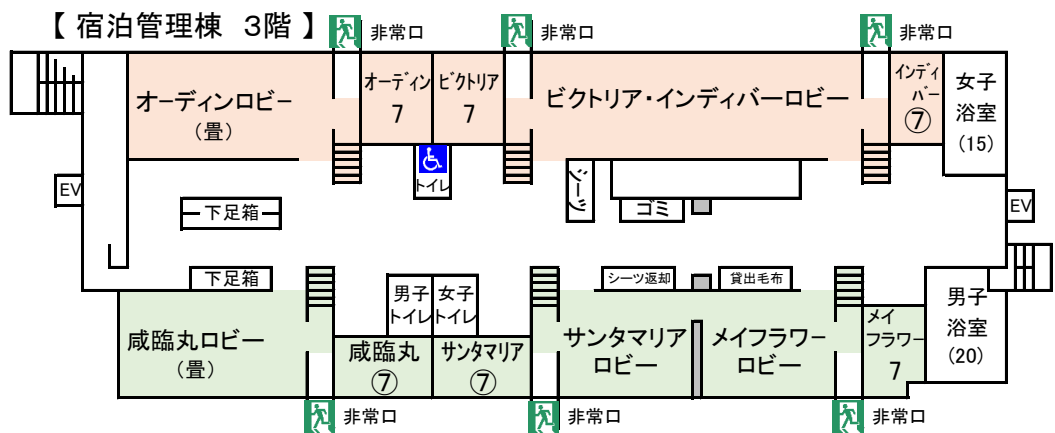 【 宿泊管理棟 3階 】
非常口
非常口
非常口
オーディンロビー
(畳)
オーディン
7
ビクトリア
7
ビクトリア・インディバーロビー
インディ
バー
⑦
女子
浴室
(15)
EV
トイレ
シーツ
ゴミ
下足箱
EV
下足箱
男子
トイレ
女子
トイレ
シーツ返却
貸出毛布
咸臨丸ロビー
(畳)
咸臨丸
⑦
サンタマリア
⑦
サンタマリア
ロビー
メイフラワー
ロビー
メイ
フラワー
7
男子
浴室
(20)
非常口
非常口
非常口